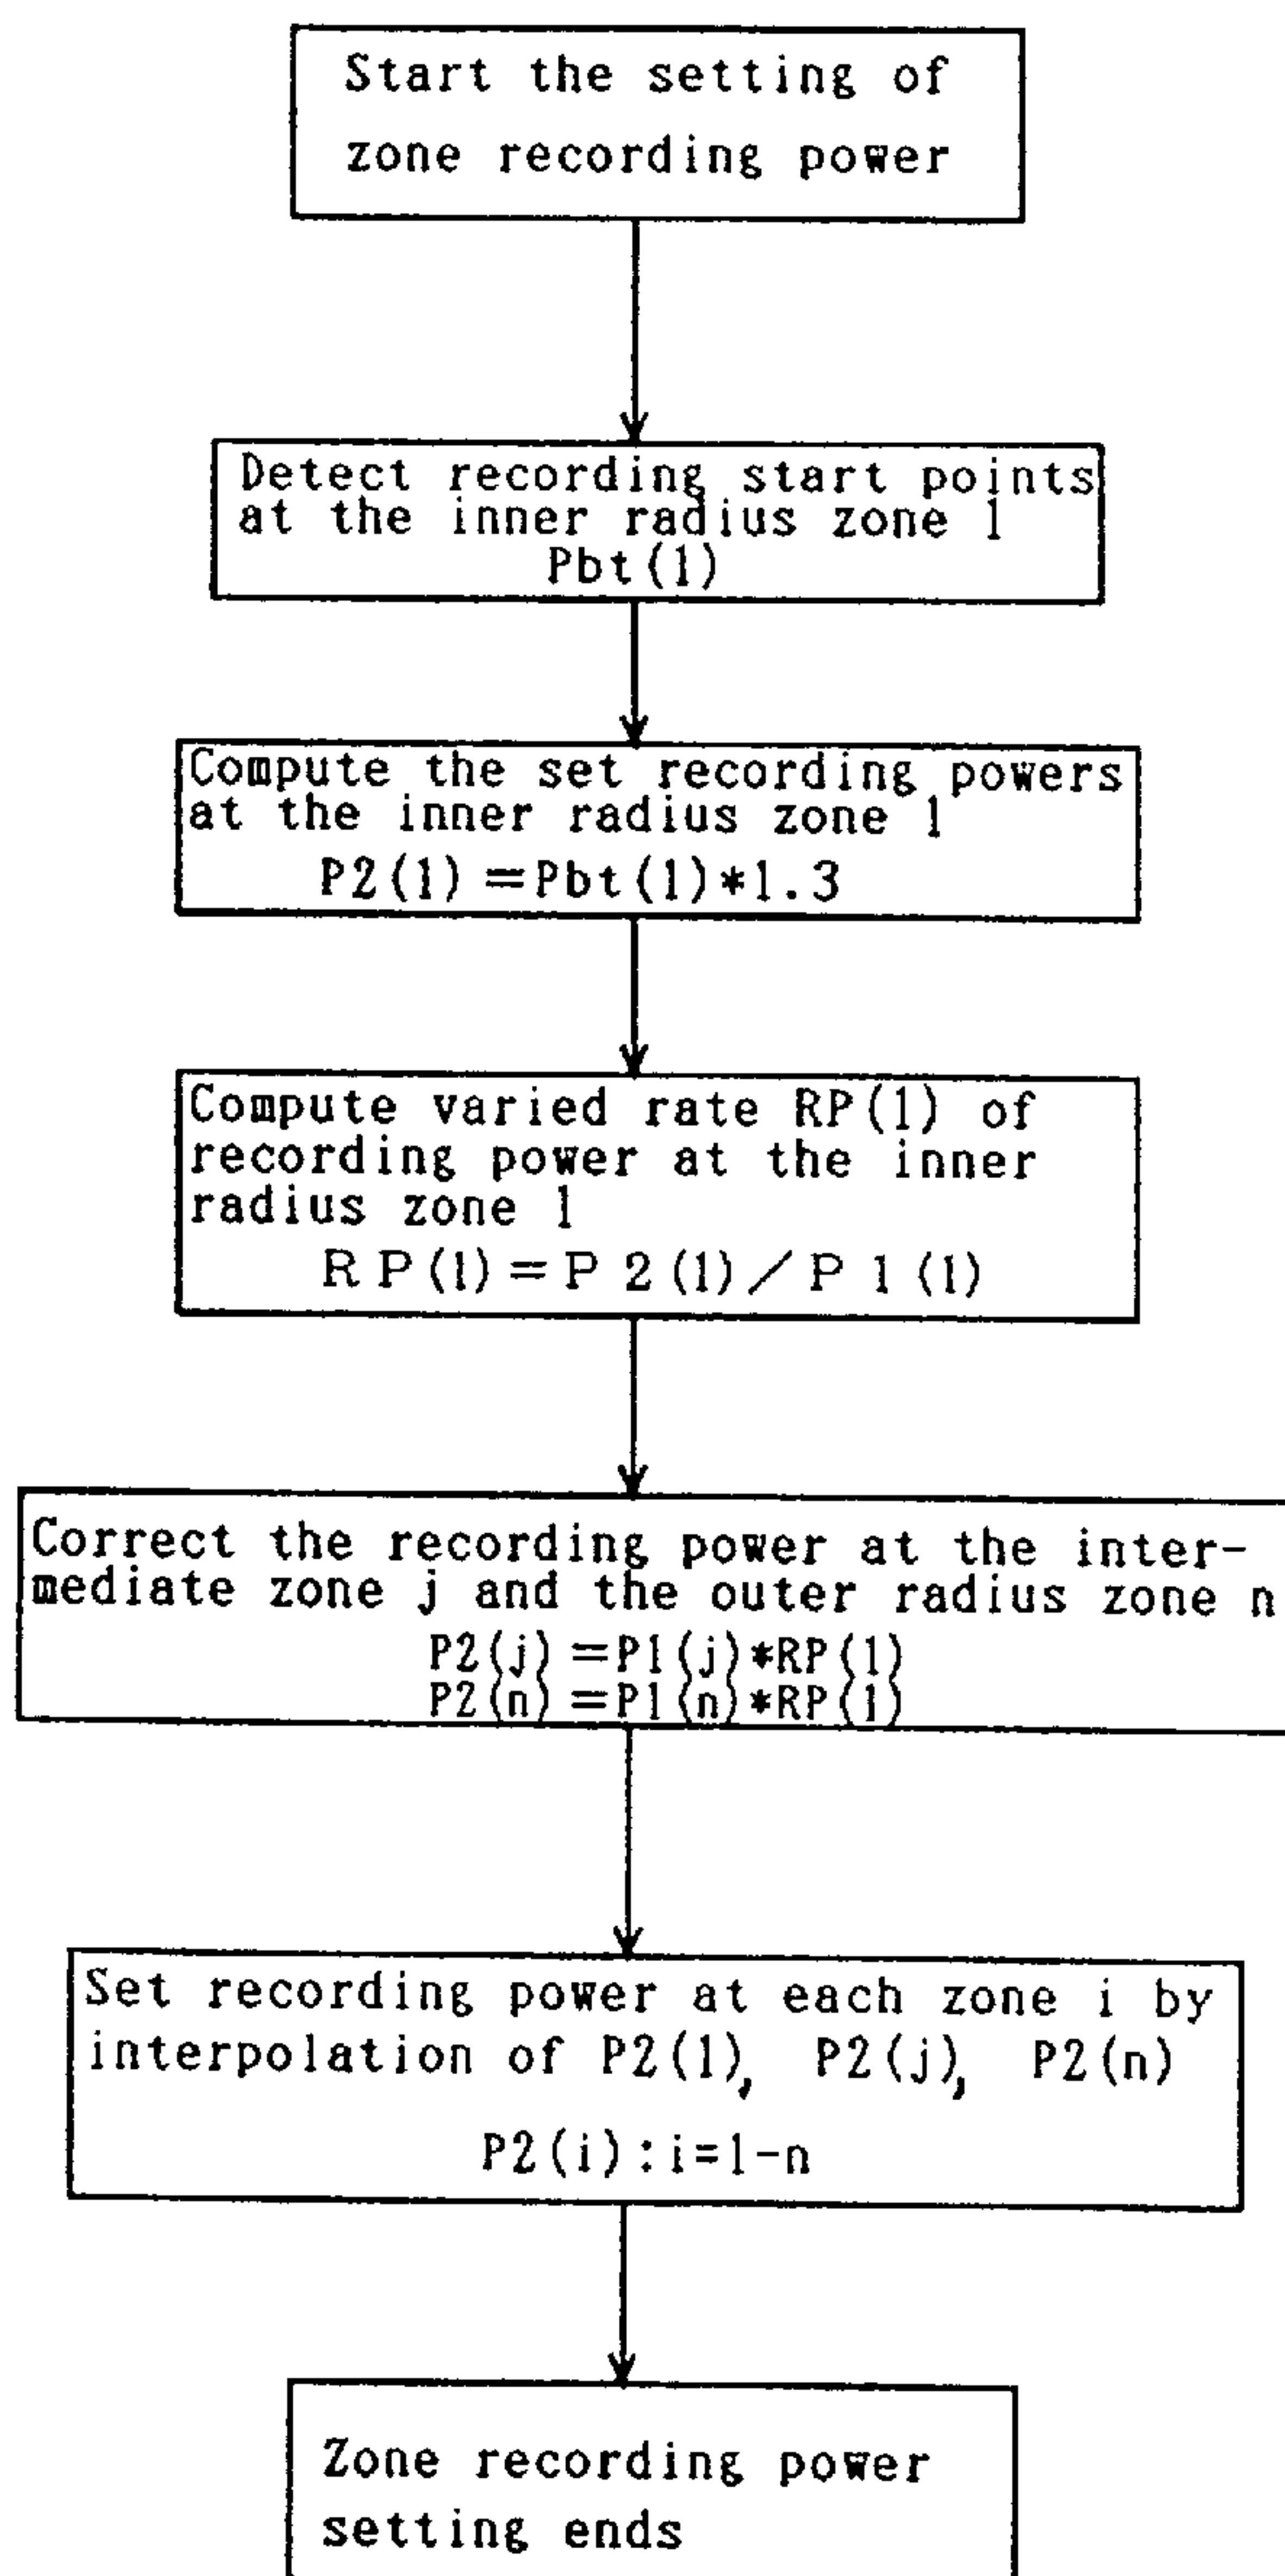 Start the setting of
zone recording power
Detect recording start points
at the inner radius zone 1
Pbt(1)
Compute the set recording powers
at the inner radius zone 1
P2(1)=Pbt(1)*1.3
Compute varied rate RP(1) of
recording power at the inner
radius zone 1
RP(1)=P2(1)/P1(1)
Correct the recording power at the inter-
mediate zone j and the outer radius zone n
P2(j)=P1(j)*RP(1)
P2(n)=P1(n)*RP(1)
Set recording power at each zone i by
interpolation of P2(1), P2(j), P2(n)
P2(i):i=1-n
Zone recording power
setting ends